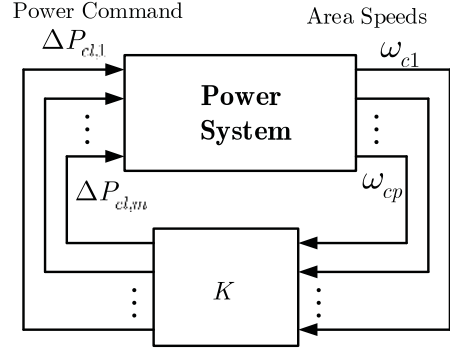 Power Command
Area Speeds
ΔP_{cl,1}
ω_{c1}
Power
System
ΔP_{cl,m}
ω_{cp}
K